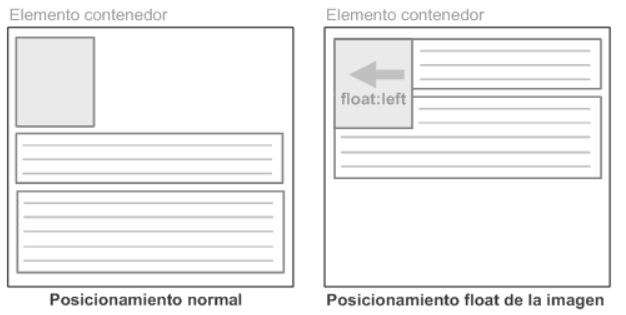 Elemento contenedor
Posicionamiento normal
Elemento contenedor
float:left
Posicionamiento float de la imagen